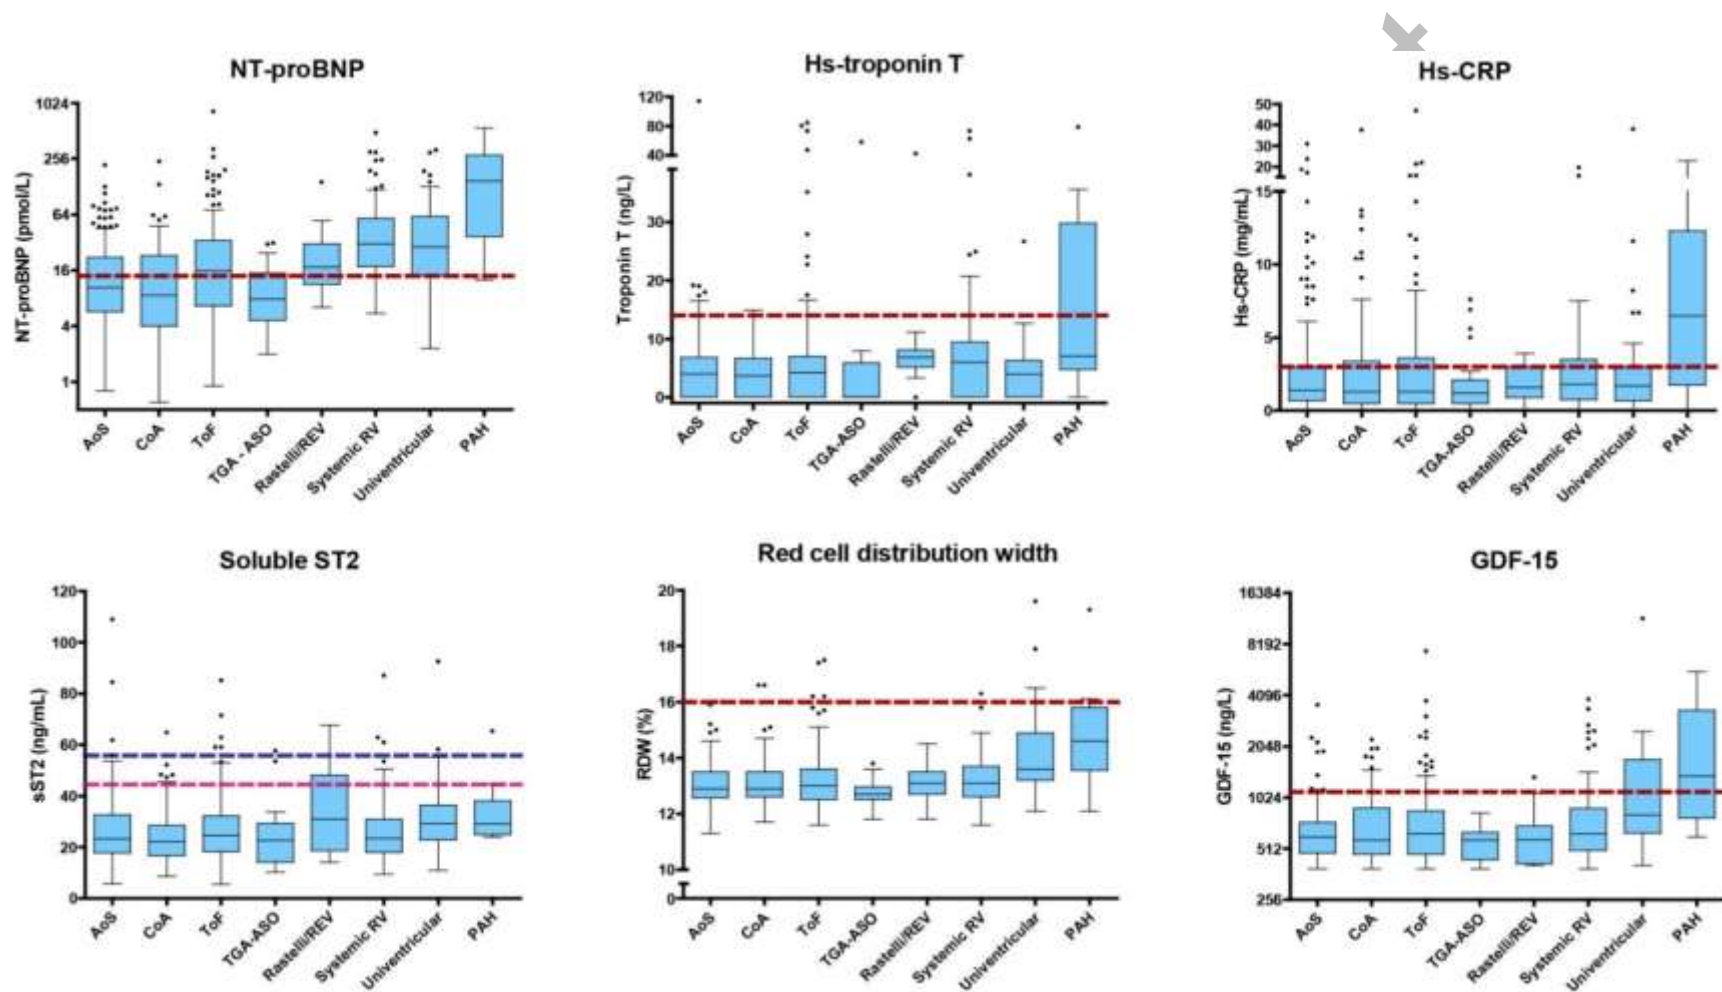 NT-proBNP
NT-proBNP (pmol/L)
1024
256
64
16
4
1
AoS
CoA
ToF
TGA - ASO
Rastelli/REV
Systemic RV
Univentricular
PAH
Hs-troponin T
Troponin T (ng/L)
120
80
40
30
20
10
0
AoS
CoA
ToF
TGA-ASO
Rastelli/REV
Systemic RV
Univentricular
PAH
Hs-CRP
Hs-CRP (mg/mL)
50
40
30
20
15
10
5
0
AoS
CoA
ToF
TGA-ASO
Rastelli/REV
Systemic RV
Univentricular
PAH
Soluble ST2
sST2 (ng/mL)
120
100
80
60
40
20
0
AoS
CoA
ToF
TGA-ASO
Rastelli/REV
Systemic RV
Univentricular
PAH
Red cell distribution width
RDW (%)
20
18
16
14
12
10
0
AoS
CoA
ToF
TGA-ASO
Rastelli/REV
Systemic RV
Univentricular
PAH
GDF-15
GDF-15 (ng/L)
16384
8192
4096
2048
1024
512
256
AoS
CoA
ToF
TGA-ASO
Rastelli/REV
Systemic RV
Univentricular
PAH